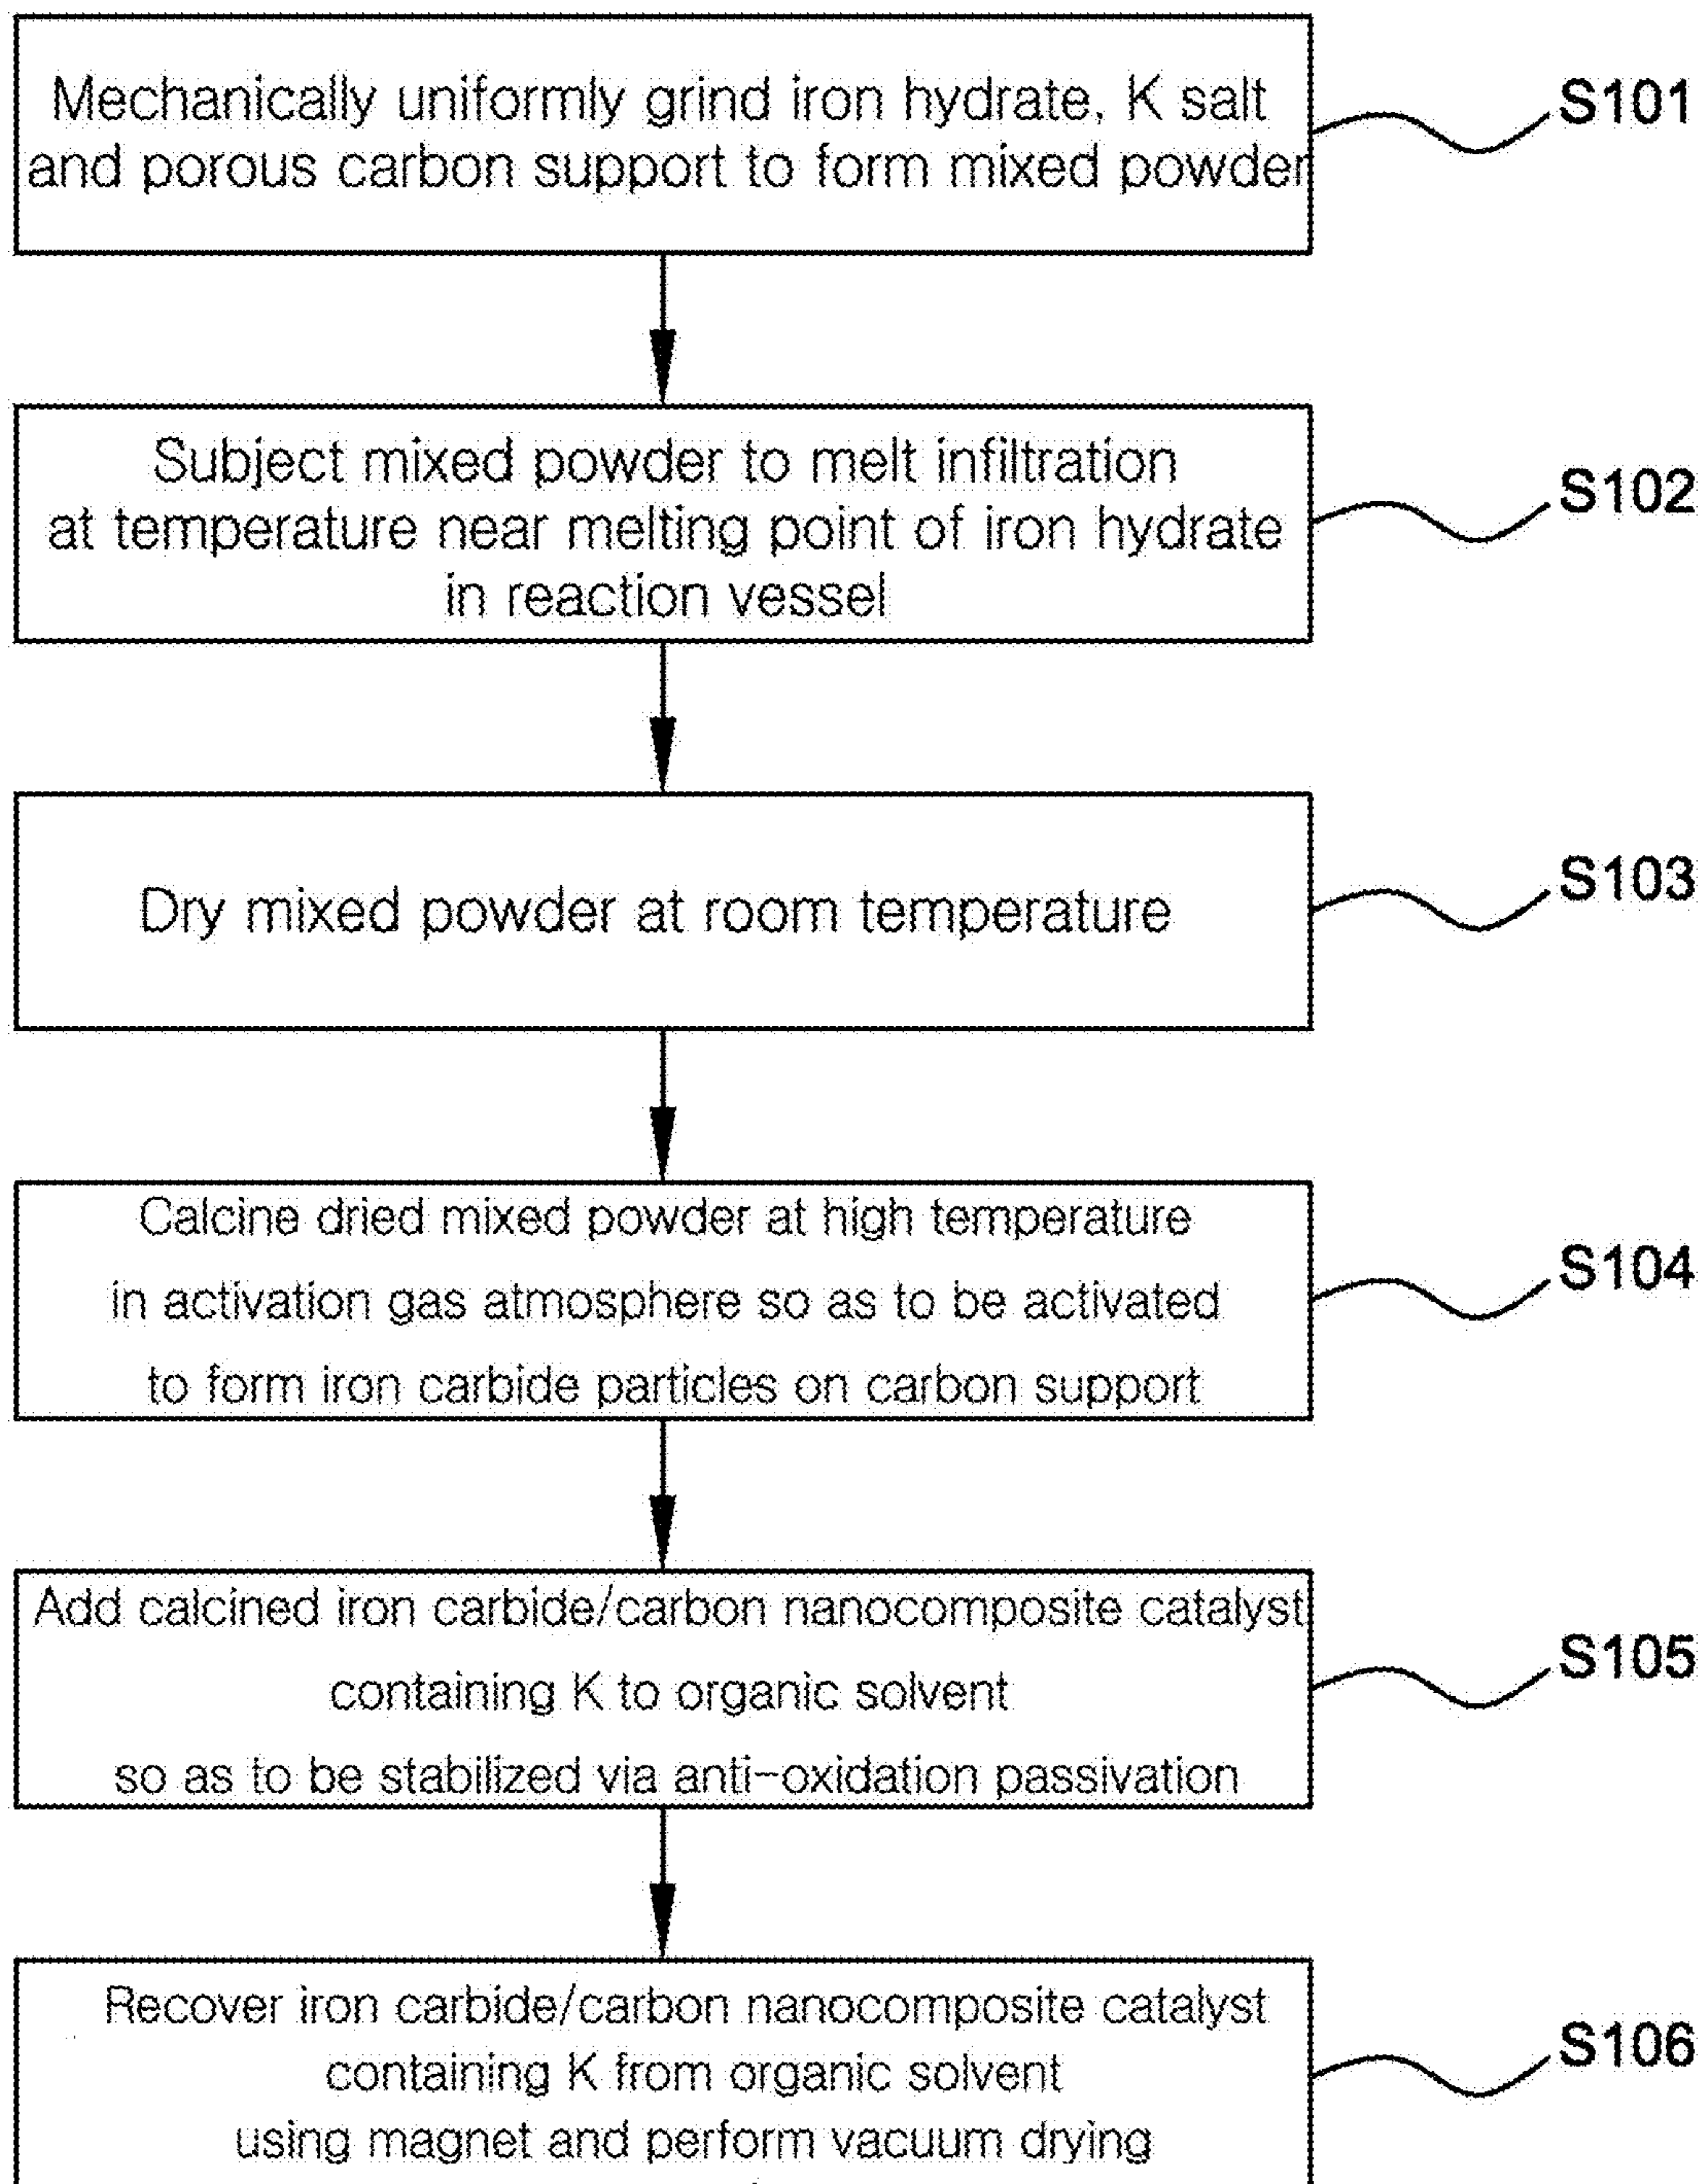 Mechanically uniformly grind iron hydrate, K salt
and porous carbon support to form mixed powder
S101
Subject mixed powder to melt infiltration
at temperature near melting point of iron hydrate
in reaction vessel
S102
Dry mixed powder at room temperature
S103
Calcine dried mixed powder at high temperature
in activation gas atmosphere so as to be activated
to form iron carbide particles on carbon support
S104
Add calcined iron carbide/carbon nanocomposite catalyst
containing K to organic solvent
so as to be stabilized via anti-oxidation passivation
S105
Recover iron carbide/carbon nanocomposite catalyst
containing K from organic solvent
using magnet and perform vacuum drying
S106